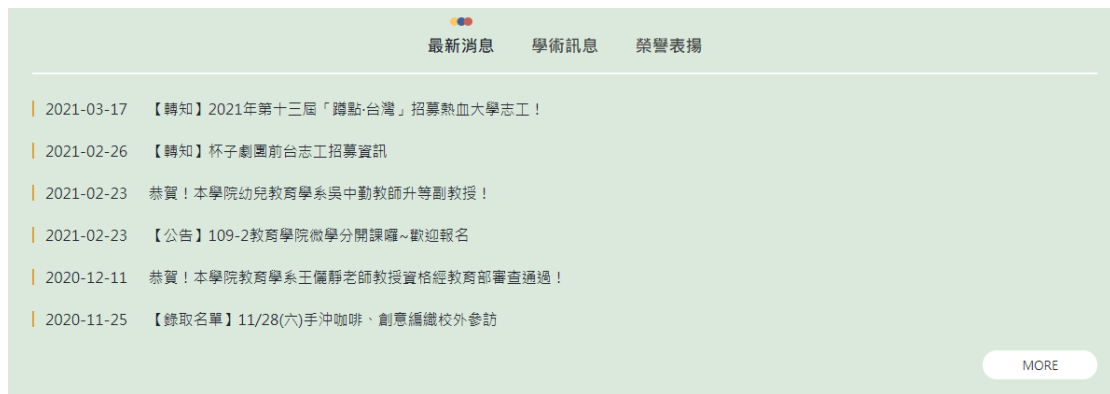 最新消息 學術訊息 榮譽表揚
2021-03-17 【轉知】2021年第十三屆「蹲點‧台灣」招募熱血大學志工！
2021-02-26 【轉知】杯子劇團前台志工招募資訊
2021-02-23 恭賀！本學院幼兒教育學系吳中勤教師升等副教授！
2021-02-23 【公告】109-2教育學院微學分開課囉~歡迎報名
2020-12-11 恭賀！本學院教育學系王儷靜老師教授資格經教育部審查通過！
2020-11-25 【錄取名單】11/28(六)手沖咖啡、創意編織校外參訪
MORE